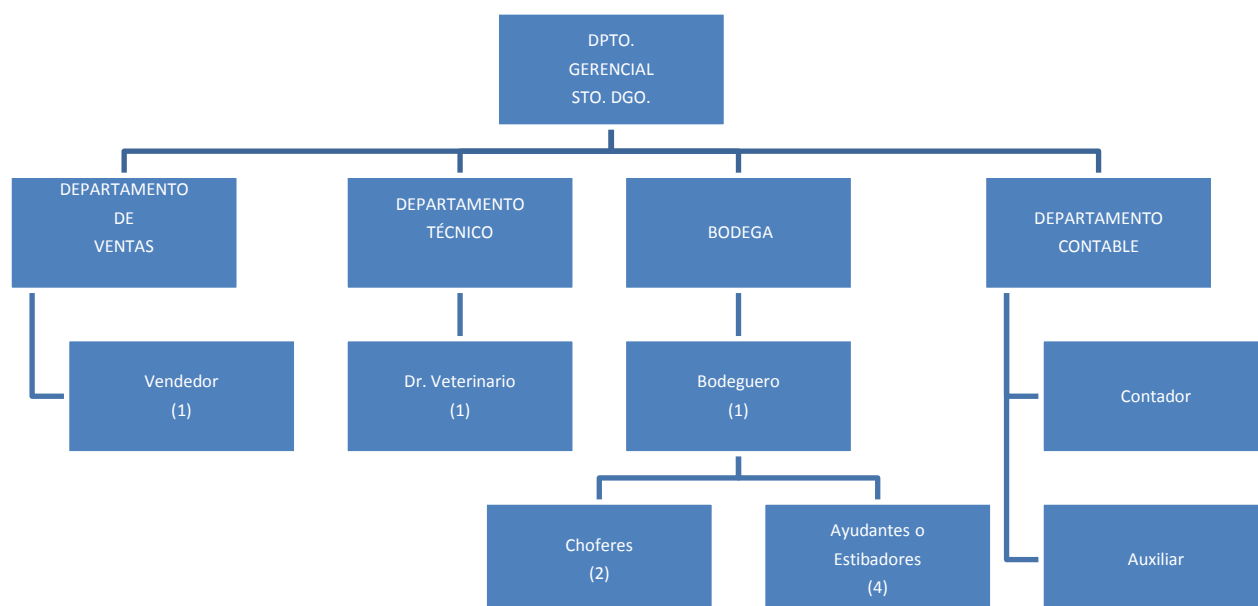 DPTO.
GERENCIAL
STO. DGO.
DEPARTAMENTO
DE
VENTAS
DEPARTAMENTO
TÉCNICO
BODEGA
DEPARTAMENTO
CONTABLE
Vendedor
(1)
Dr. Veterinario
(1)
Bodeguero
(1)
Contador
Choferes
(2)
Ayudantes o
Estibadores
(4)
Auxiliar